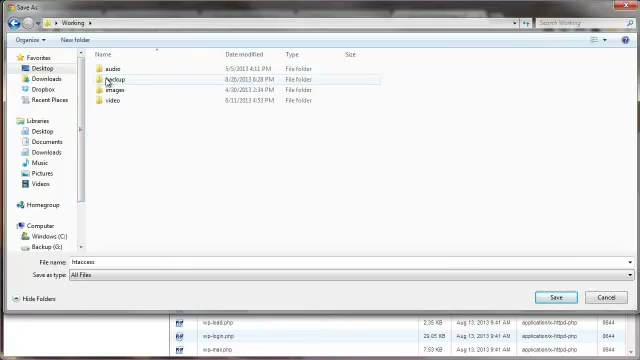 Save As
Working
Search Working
Organize
New folder
Name
Date modified
Type
Size
Favorites
Desktop
Downloads
Dropbox
Recent Places
Libraries
Desktop
Documents
Downloads
Music
Pictures
Videos
Homegroup
Computer
Windows (C:)
Backup (G:)
audio 5/5/2013 4:11 PM File folder
backup 8/26/2013 6:28 PM File folder
images 4/30/2013 2:34 PM File folder
video 6/11/2013 4:53 PM File folder
File name: htaccess
Save as type: All Files
Hide Folders
Save
Cancel
wp-load.php 2.35 KB Aug 13, 2013 9:41 AM application/x-httpd-php 0644
wp-login.php 29.05 KB Aug 13, 2013 9:41 AM application/x-httpd-php 0644
wp-mail.php 7.53 KB Aug 13, 2013 9:41 AM application/x-httpd-php 0644